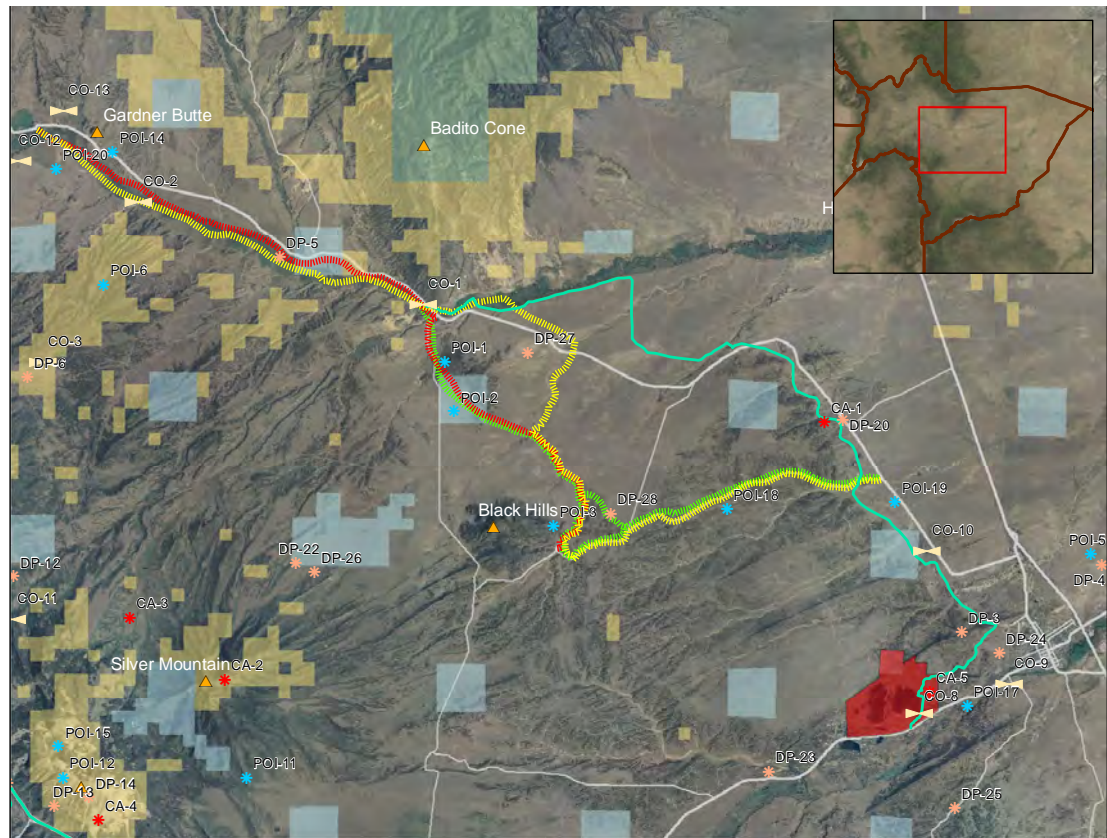 CO-13
Gardner Butte
CO-12
POI-14
POI-20
Badito Cone
CO-2
H
DP-5
POI-6
CO-1
CO-3
DP-6
POI-1
DP-27
POI-2
CA-1
DP-20
Black Hills
POI-3
DP-28
POI-18
POI-19
CO-10
POI-5
DP-4
DP-22
DP-26
DP-12
CO-11
CA-3
DP-3
DP-24
Silver Mountain
CA-2
CO-9
CA-5
CO-8
POI-17
POI-15
POI-12
POI-11
DP-23
DP-14
DP-13
CA-4
DP-25